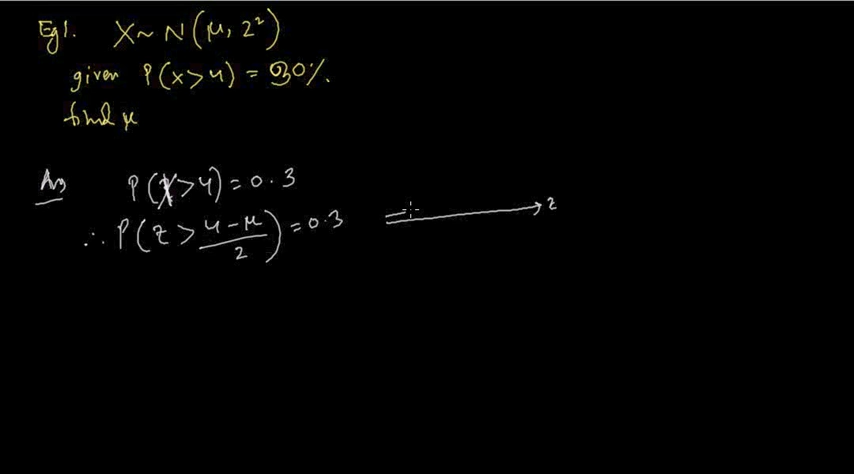 Eg1. X ~ N(μ, 2²)
given P(x > 4) = 30%.
find μ
Ans P(X > 4) = 0.3
∴ P(Z > (4 - μ)/2) = 0.3
z